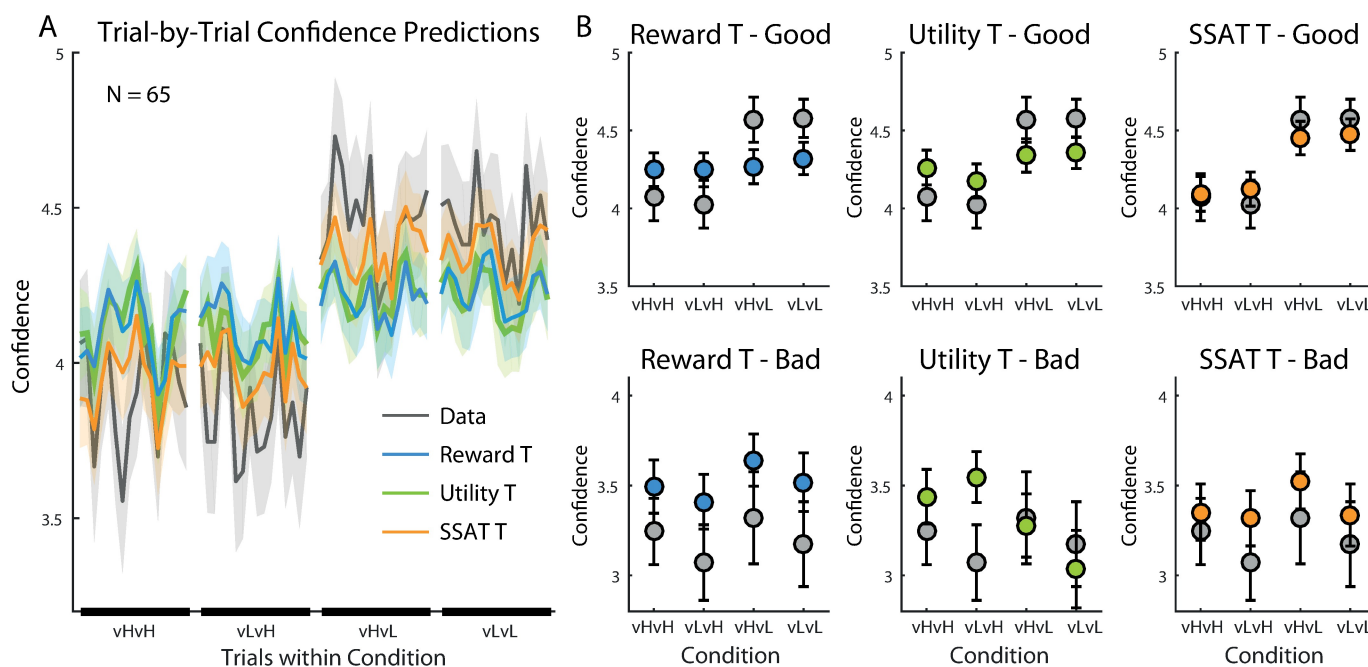 A
Trial-by-Trial Confidence Predictions
N = 65
5
4.5
4
3.5
Confidence
Data
Reward T
Utility T
SSAT T
vHvH vLvH vHvL vLvL
Trials within Condition
B
Reward T - Good
5
4.5
4
3.5
Confidence
vHvH vLvH vHvL vLvL
Utility T - Good
5
4.5
4
3.5
Confidence
vHvH vLvH vHvL vLvL
SSAT T - Good
5
4.5
4
3.5
Confidence
vHvH vLvH vHvL vLvL
Reward T - Bad
4
3.5
3
Confidence
vHvH vLvH vHvL vLvL
Condition
Utility T - Bad
4
3.5
3
Confidence
vHvH vLvH vHvL vLvL
Condition
SSAT T - Bad
4
3.5
3
Confidence
vHvH vLvH vHvL vLvL
Condition